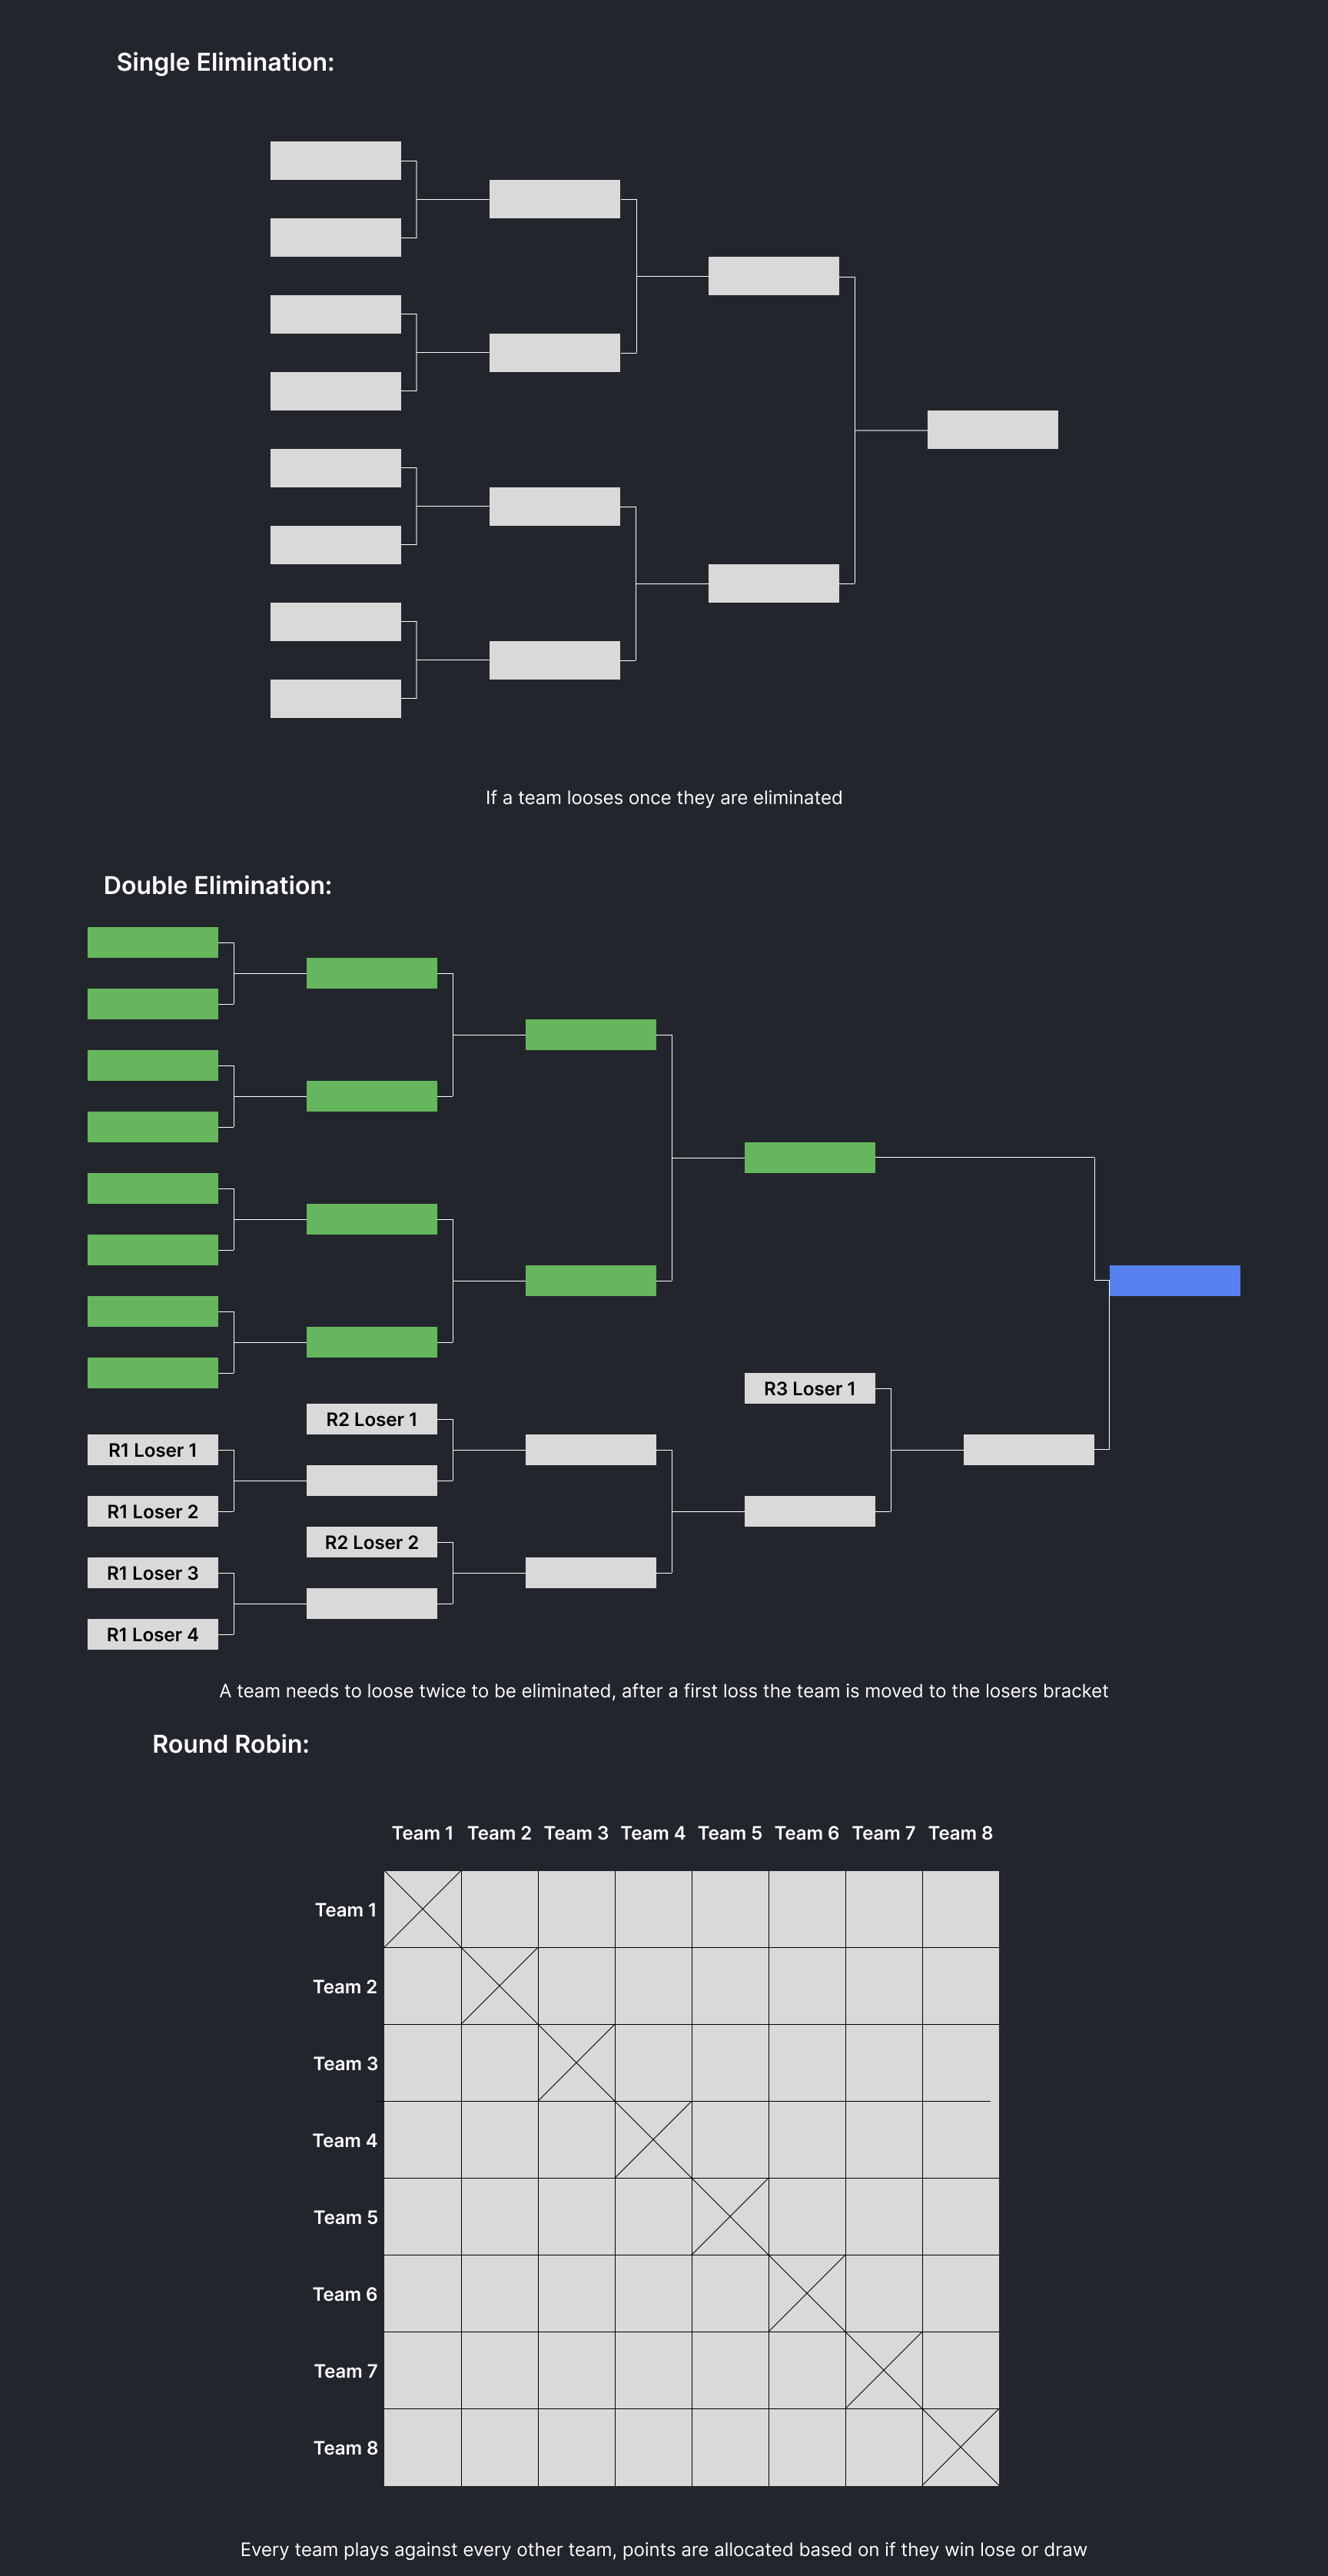 Single Elimination:
If a team looses once they are eliminated
Double Elimination:
R3 Loser 1
R2 Loser 1
R1 Loser 1
R1 Loser 2
R2 Loser 2
R1 Loser 3
R1 Loser 4
A team needs to loose twice to be eliminated, after a first loss the team is moved to the losers bracket
Round Robin:
Team 1 Team 2 Team 3 Team 4 Team 5 Team 6 Team 7 Team 8
Team 1
Team 2
Team 3
Team 4
Team 5
Team 6
Team 7
Team 8
Every team plays against every other team, points are allocated based on if they win lose or draw